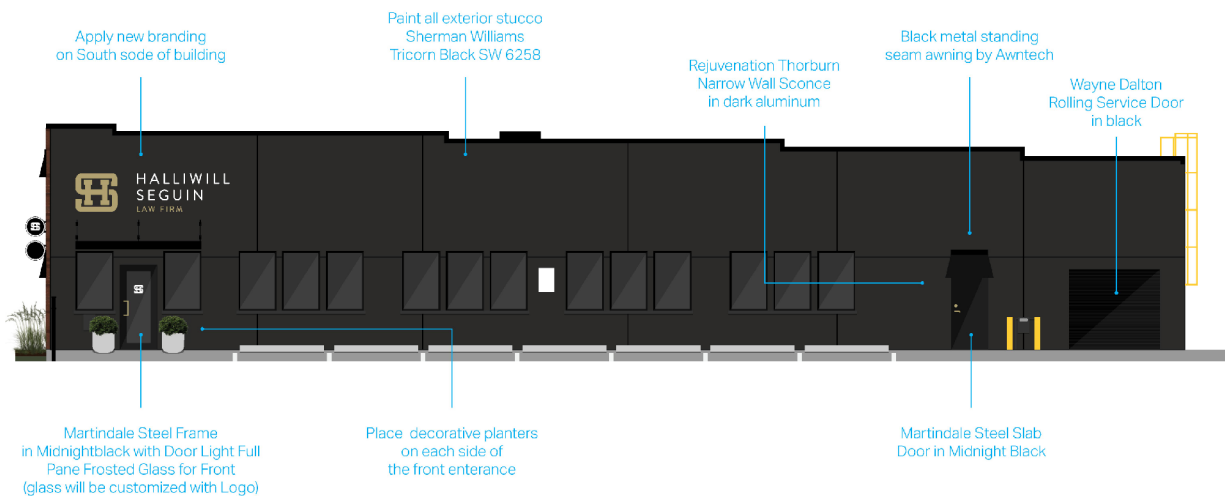 Apply new branding
on South sode of building
Paint all exterior stucco
Sherman Williams
Tricorn Black SW 6258
Rejuvenation Thorburn
Narrow Wall Sconce
in dark aluminum
Black metal standing
seam awning by Awntech
Wayne Dalton
Rolling Service Door
in black
SH
HALLIWILL
SEGUIN
LAW FIRM
S
S
Martindale Steel Frame
in Midnightblack with Door Light Full
Pane Frosted Glass for Front
(glass will be customized with Logo)
Place decorative planters
on each side of
the front enterance
Martindale Steel Slab
Door in Midnight Black